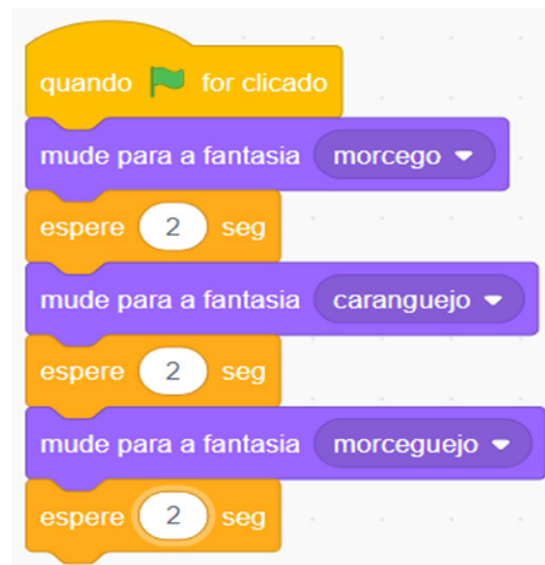 quando for clicado
mude para a fantasia morcego
espere 2 seg
mude para a fantasia caranguejo
espere 2 seg
mude para a fantasia morceguejo
espere 2 seg